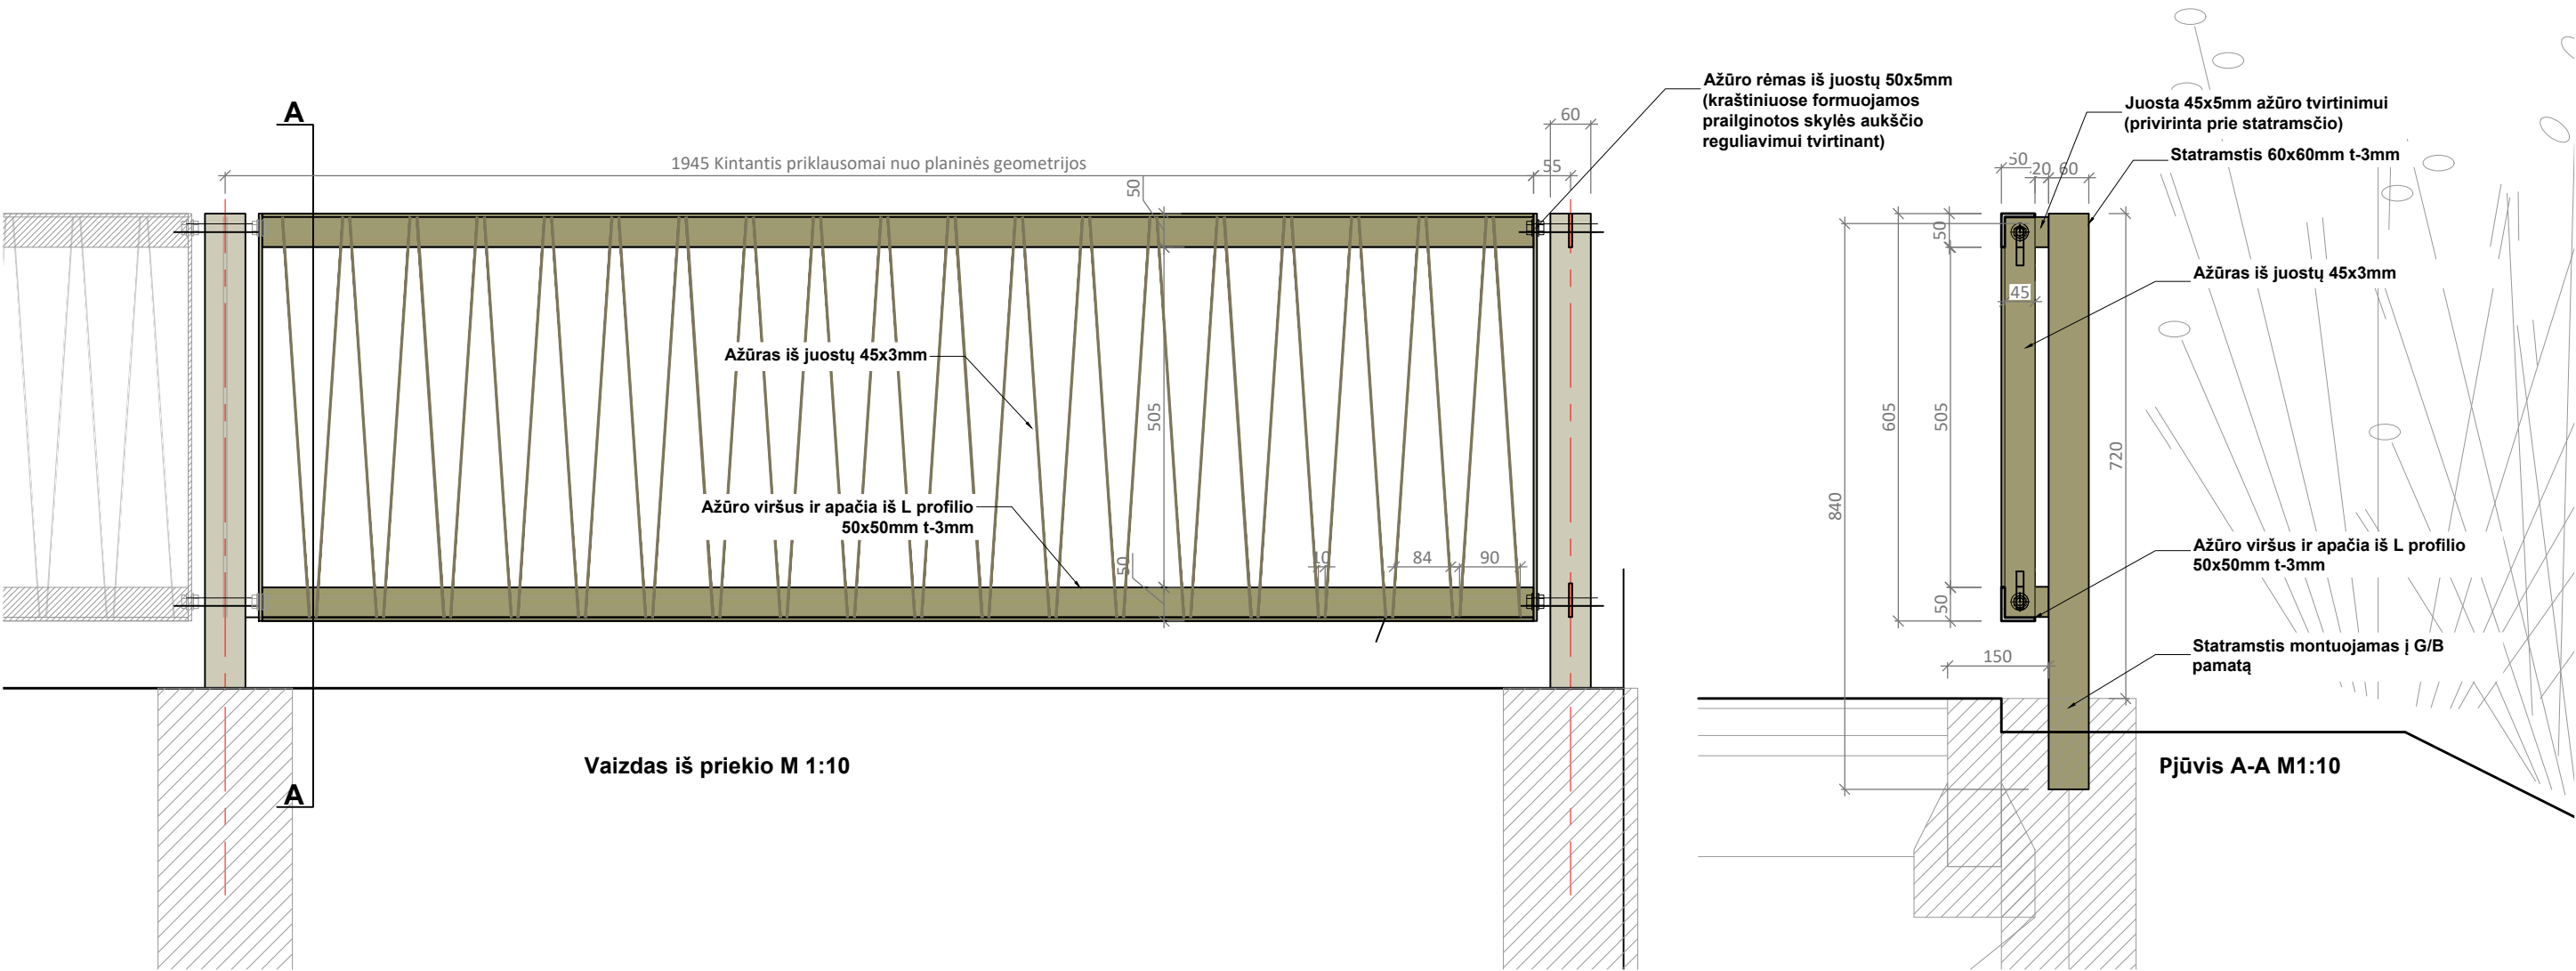 A
1945 Kintantis priklausomai nuo planinės geometrijos
50
55
60
Ažūras iš juostų 45x3mm
505
Ažūro viršus ir apačia iš L profilio
50x50mm t-3mm
50
10
84
90
A
Vaizdas iš priekio M 1:10
Ažūro rėmas iš juostų 50x5mm
(kraštiniuose formuojamos
prailginotos skylės aukščio
reguliavimui tvirtinant)
Juosta 45x5mm ažūro tvirtinimui
(privirinta prie statramsčio)
Statramstis 60x60mm t-3mm
50
20
60
50
45
Ažūras iš juostų 45x3mm
605
505
720
840
50
150
Ažūro viršus ir apačia iš L profilio
50x50mm t-3mm
Statramstis montuojamas į G/B
pamatą
Pjūvis A-A M1:10